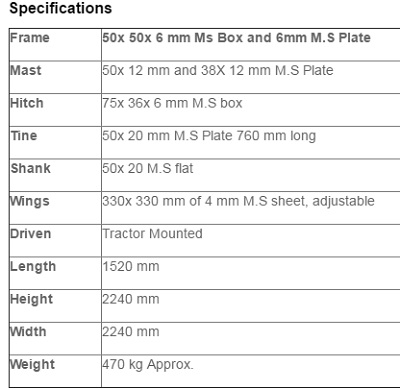 Specifications
Frame 50x 50x 6 mm Ms Box and 6mm M.S Plate
Mast 50x 12 mm and 38X 12 mm M.S Plate
Hitch 75x 36x 6 mm M.S box
Tine 50x 20 mm M.S Plate 760 mm long
Shank 50x 20 M.S flat
Wings 330x 330 mm of 4 mm M.S sheet, adjustable
Driven Tractor Mounted
Length 1520 mm
Height 2240 mm
Width 2240 mm
Weight 470 kg Approx.